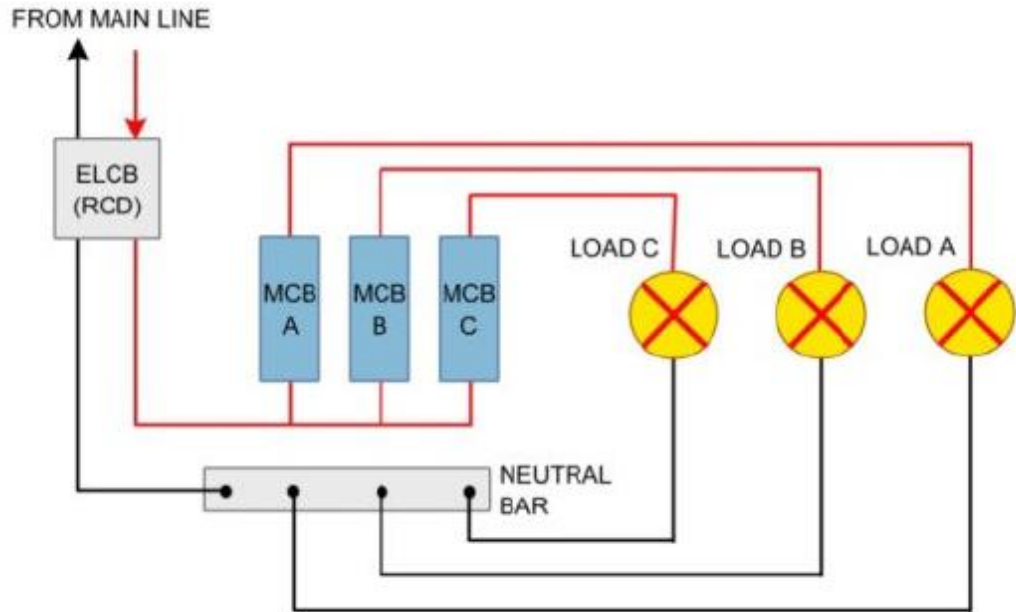 FROM MAIN LINE
ELCB
(RCD)
MCB
A
MCB
B
MCB
C
LOAD C
LOAD B
LOAD A
NEUTRAL
BAR